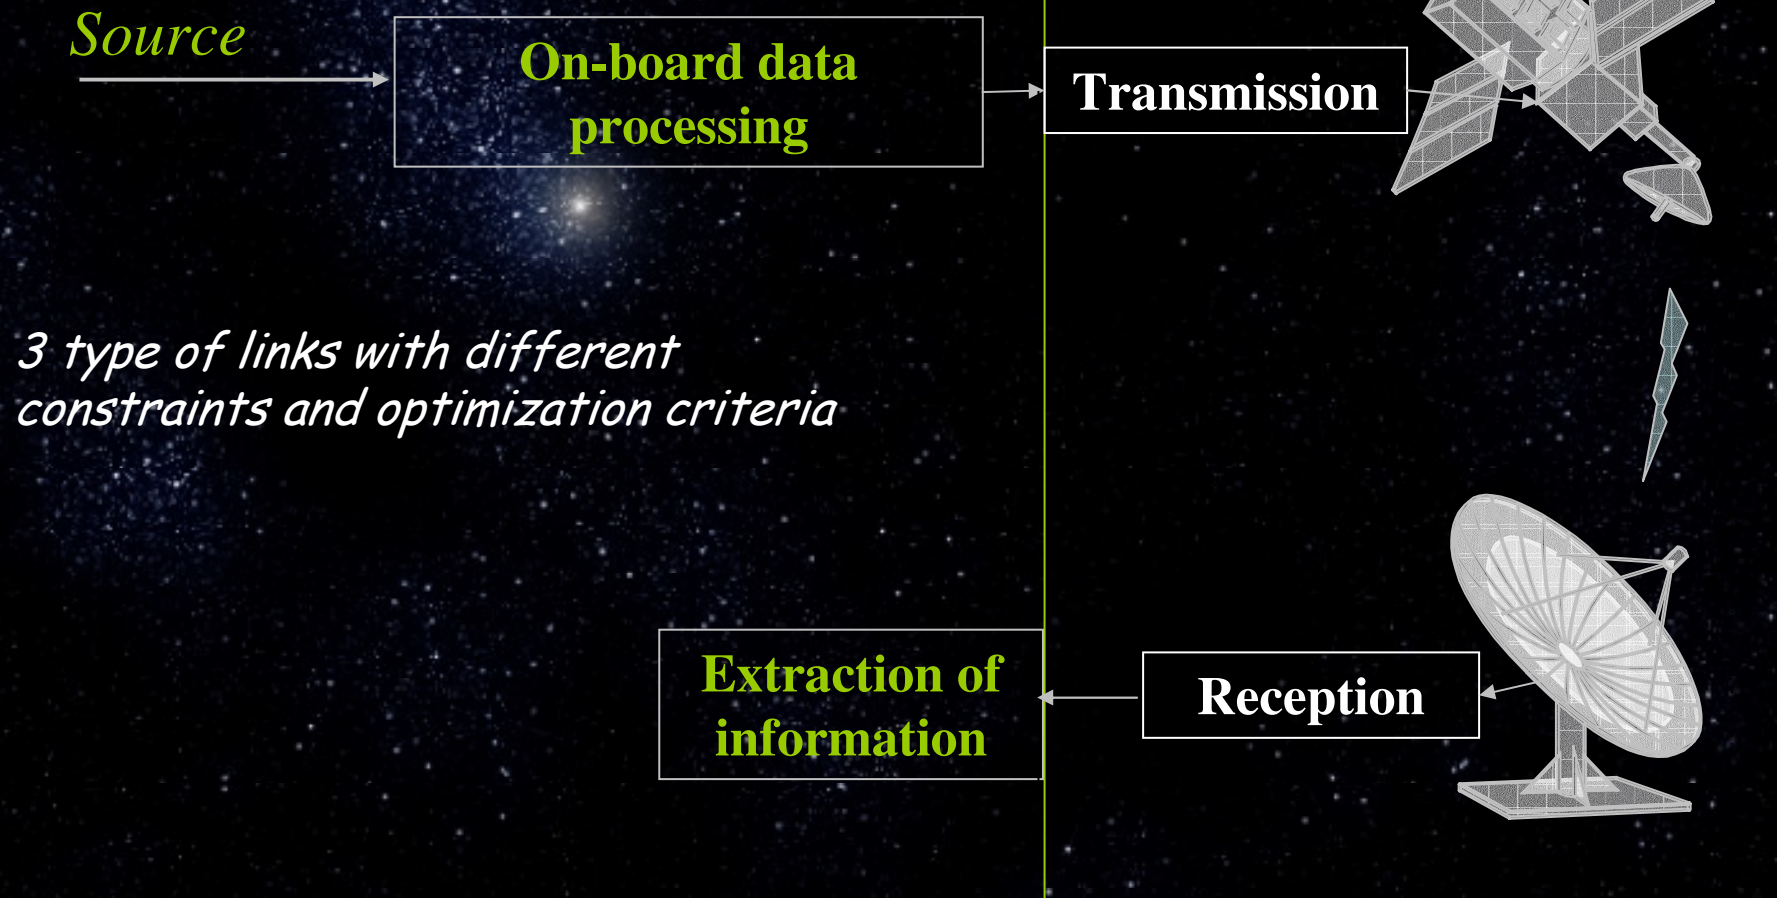 Source
On-board data
processing
Transmission
3 type of links with different
constraints and optimization criteria
Extraction of
information
Reception